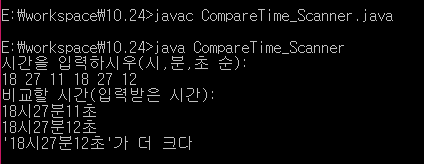 E:\workspace\10.24>javac CompareTime_Scanner.java
E:\workspace\10.24>java CompareTime_Scanner
시간을 입력하시우(시,분,초 순):
18 27 11 18 27 12
비교할 시간(입력받은 시간):
18시27분11초
18시27분12초
'18시27분12초'가 더 크다